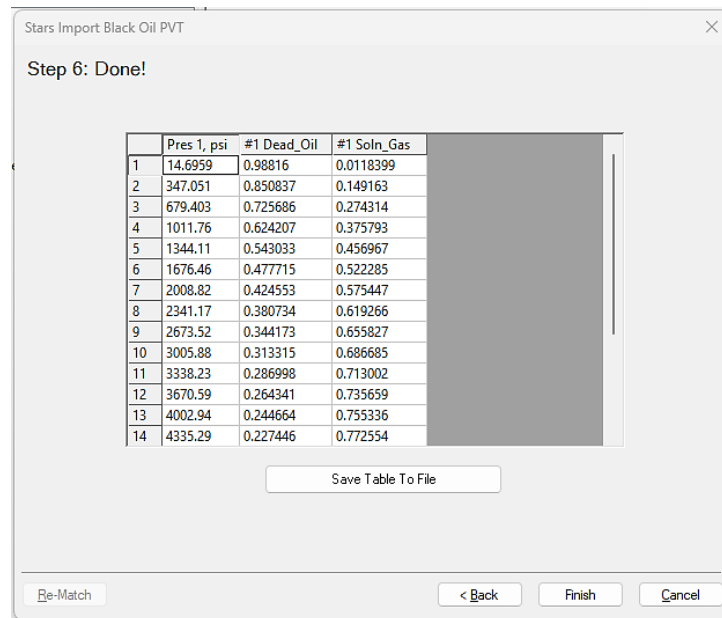 Stars Import Black Oil PVT
Step 6: Done!
Pres 1, psi #1 Dead_Oil #1 Soln_Gas
1 14.6959 0.98816 0.0118399
2 347.051 0.850837 0.149163
3 679.403 0.725686 0.274314
4 1011.76 0.624207 0.375793
5 1344.11 0.543033 0.456967
6 1676.46 0.477715 0.522285
7 2008.82 0.424553 0.575447
8 2341.17 0.380734 0.619266
9 2673.52 0.344173 0.655827
10 3005.88 0.313315 0.686685
11 3338.23 0.286998 0.713002
12 3670.59 0.264341 0.735659
13 4002.94 0.244664 0.755336
14 4335.29 0.227446 0.772554
Save Table To File
Re-Match < Back Finish Cancel